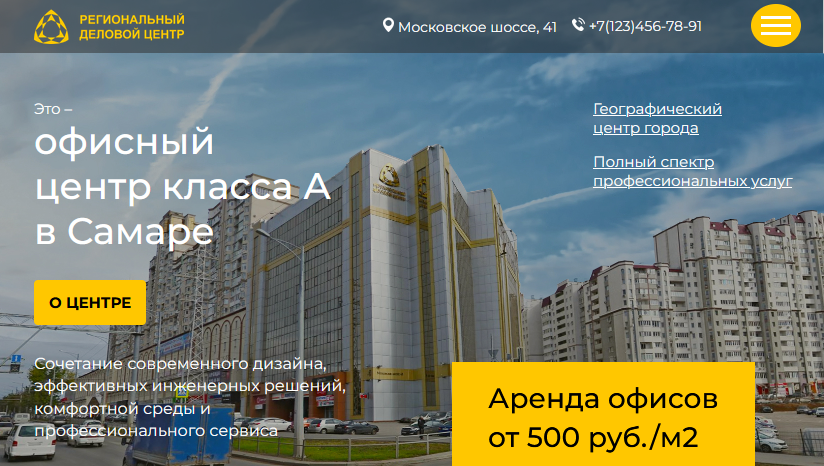 РЕГИОНАЛЬНЫЙ
ДЕЛОВОЙ ЦЕНТР
Московское шоссе, 41
+7(123)456-78-91
Это –
офисный
центр класса А
в Самаре
Географический
центр города
Полный спектр
профессиональных услуг
О ЦЕНТРЕ
Сочетание современного дизайна,
эффективных инженерных решений,
комфортной среды и
профессионального сервиса
Аренда офисов
от 500 руб./м2